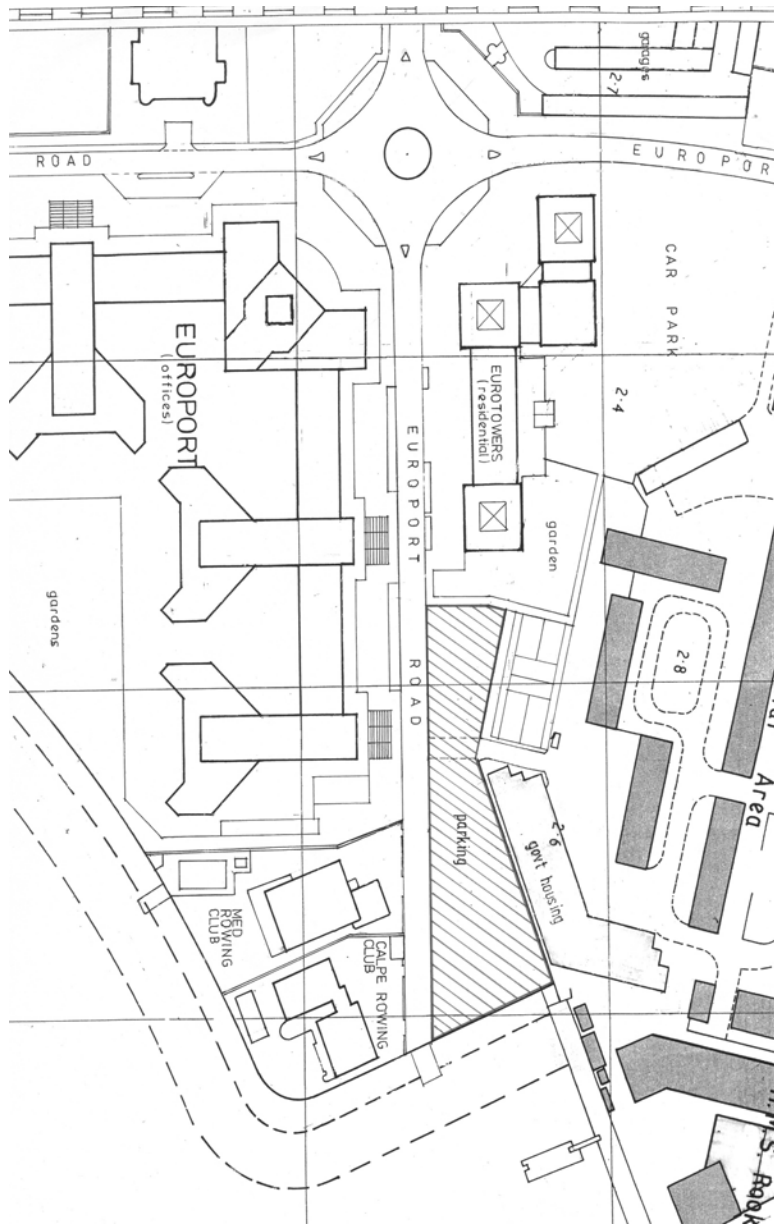 garages
2·7
ROAD
EUROPOR
CAR PARK
EUROPORT
(offices)
EUROTOWERS
(residential)
2·4
EUROPORT
garden
gardens
2·8
ROAD
Area
parking
2·6
govt housing
MED
ROWING
CLUB
CALPE ROWING
CLUB
M.S. Rook